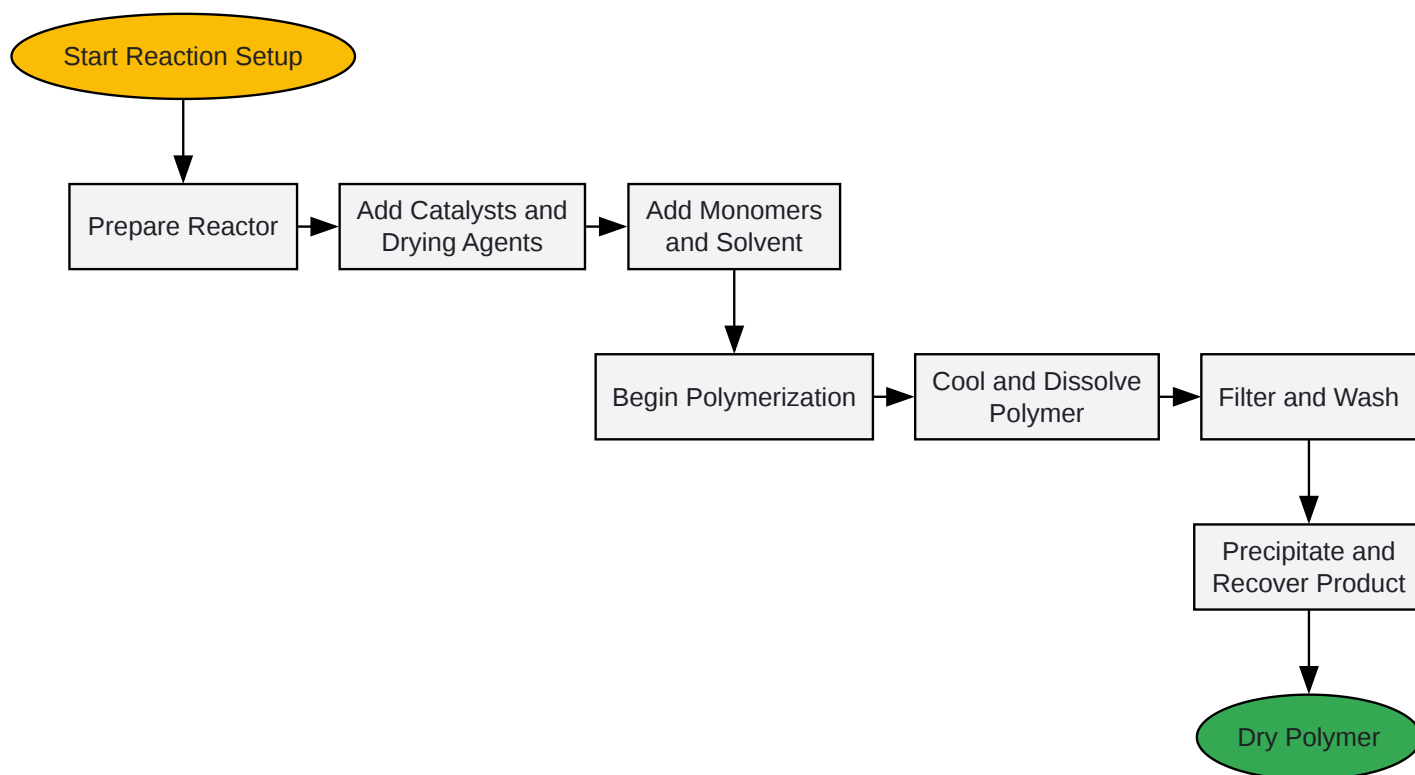 Start Reaction Setup
Prepare Reactor
Add Catalysts and
Drying Agents
Add Monomers
and Solvent
Begin Polymerization
Cool and Dissolve
Polymer
Filter and Wash
Precipitate and
Recover Product
Dry Polymer